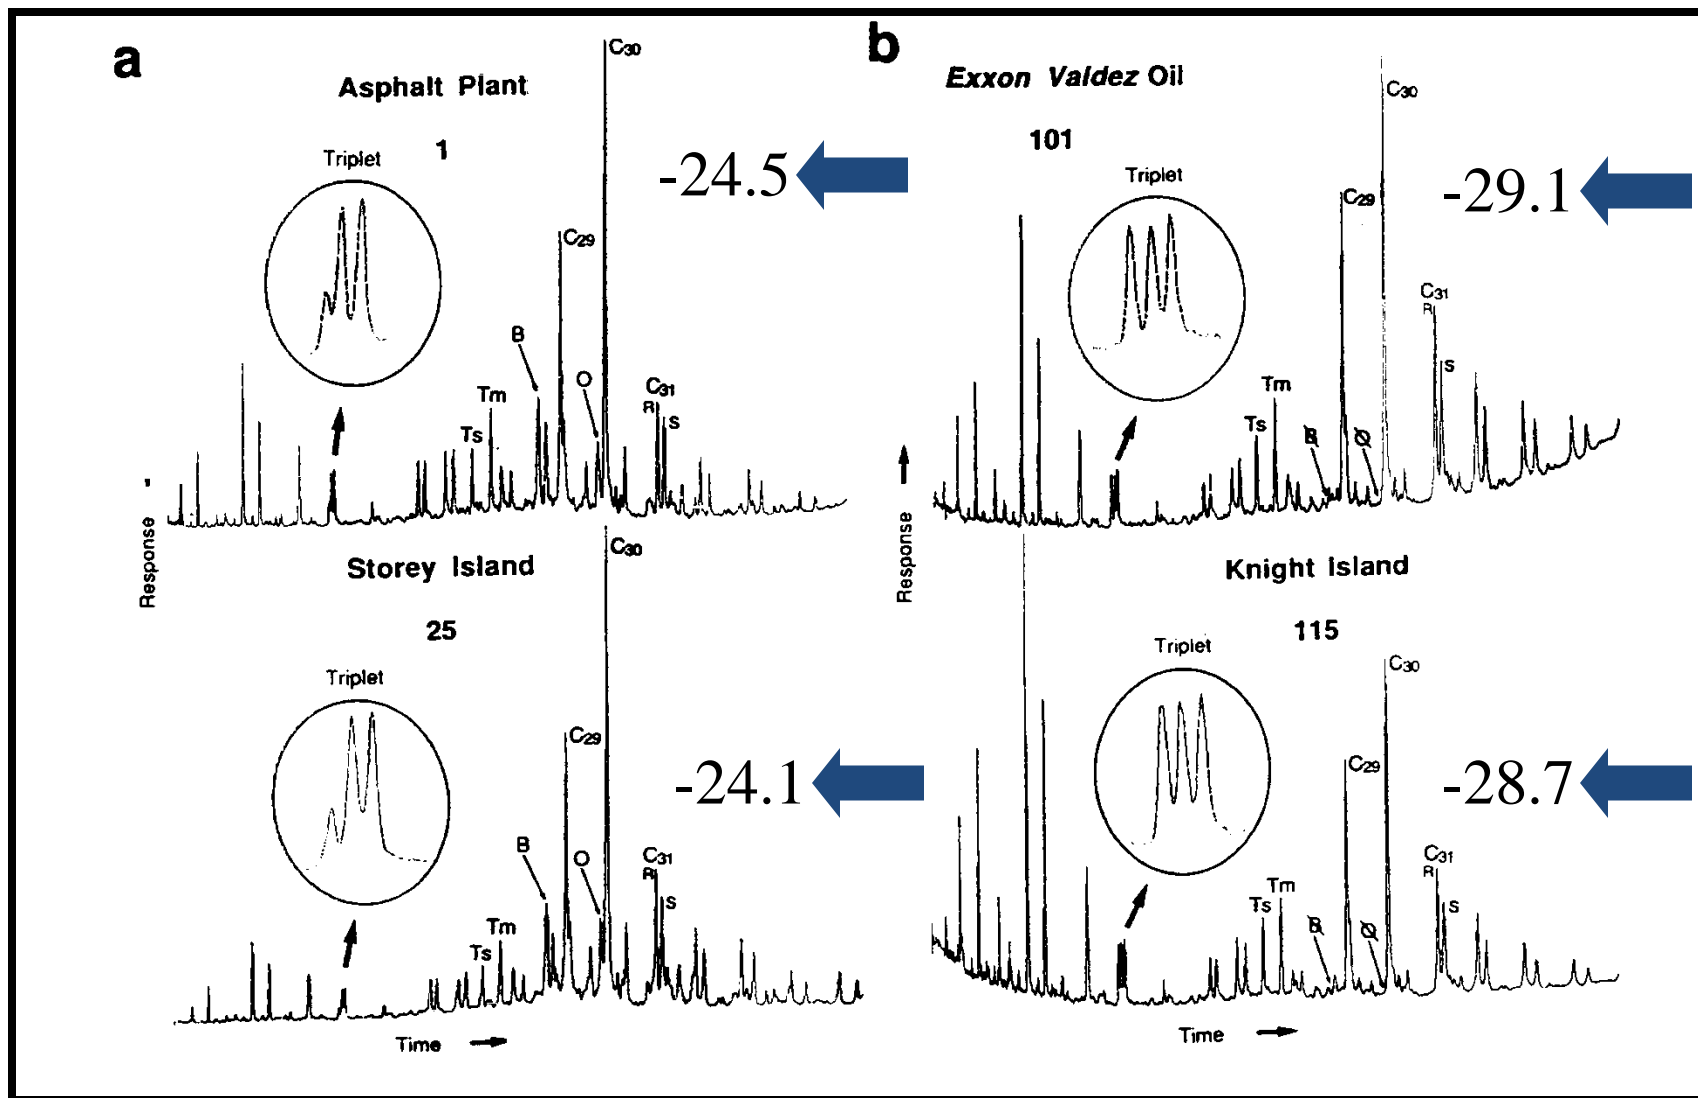 a
Asphalt Plant
1
Triplet
-24.5
C30
C29
B
O
Tm
Ts
C31
R
S
Response
Storey Island
25
Triplet
-24.1
C30
C29
B
O
Tm
Ts
C31
R
S
Time
b
Exxon Valdez Oil
101
Triplet
-29.1
C30
C29
C31
R
S
Tm
Ts
B
O
Response
Knight Island
115
Triplet
-28.7
C30
C29
C31
R
S
Tm
Ts
B
O
Time